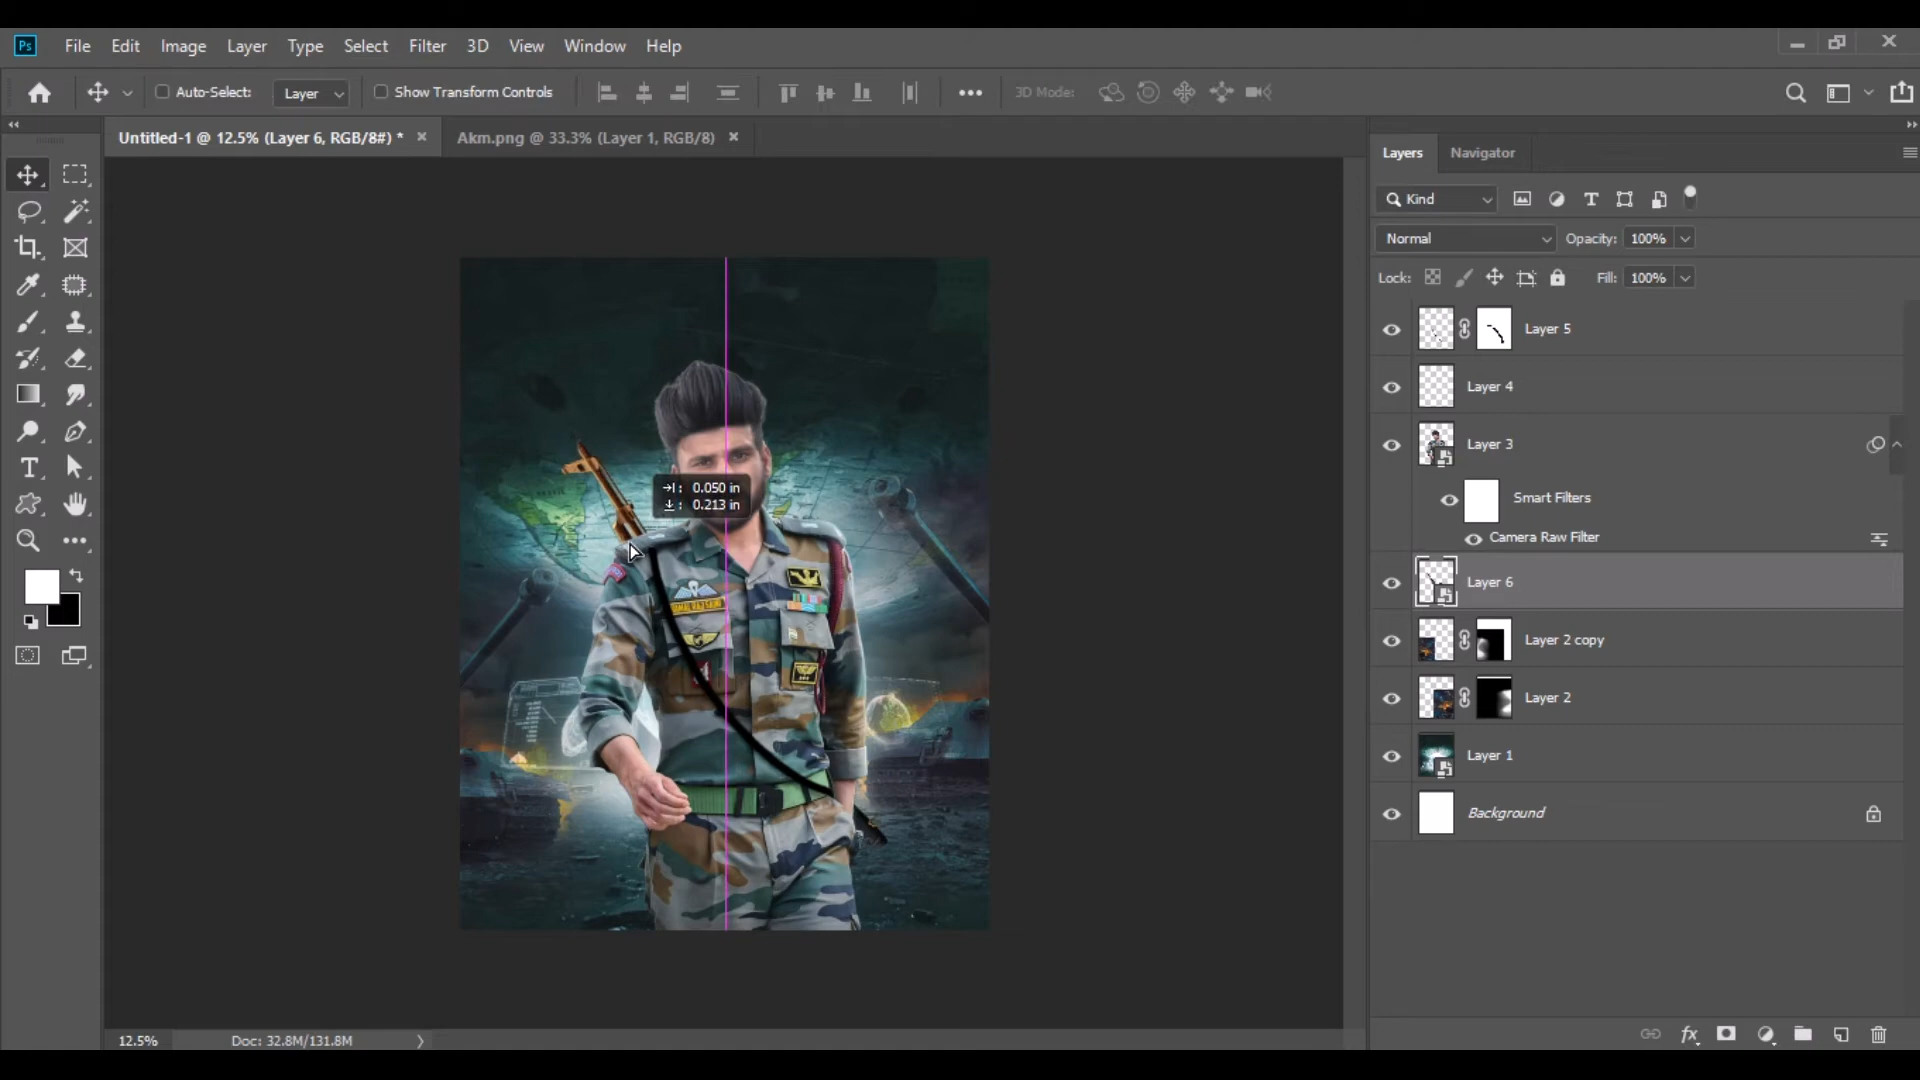 Ps File Edit Image Layer Type Select Filter 3D View Window Help
Auto-Select: Layer Show Transform Controls 3D Mode:
Untitled-1 @ 12.5% (Layer 6, RGB/8#) * Akm.png @ 33.3% (Layer 1, RGB/8)
Layers Navigator
Kind
Normal Opacity: 100%
Lock: Fill: 100%
Layer 5
Layer 4
Layer 3
Smart Filters
Camera Raw Filter
Layer 6
Layer 2 copy
Layer 2
Layer 1
Background
0.050 in
0.213 in
12.5% Doc: 32.8M/131.8M